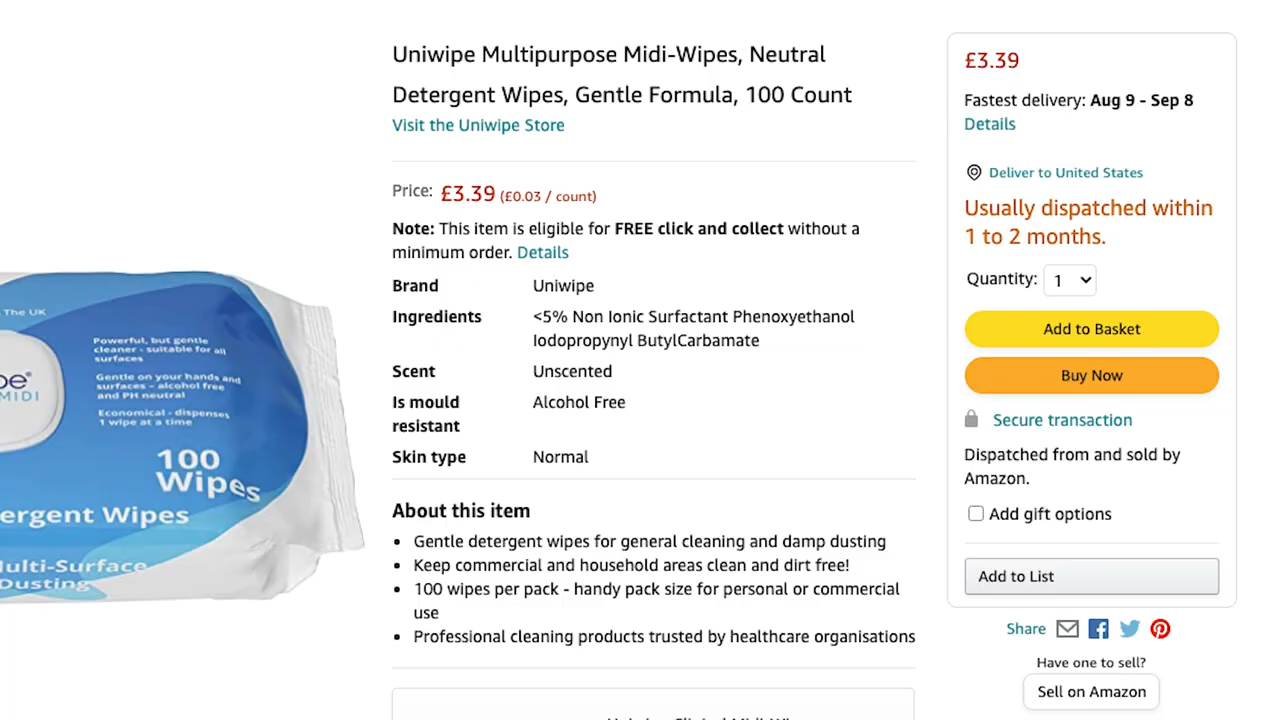 Uniwipe Multipurpose Midi-Wipes, Neutral
Detergent Wipes, Gentle Formula, 100 Count
Visit the Uniwipe Store
Price: £3.39 (£0.03 / count)
Note: This item is eligible for FREE click and collect without a
minimum order. Details
Brand Uniwipe
Ingredients <5% Non Ionic Surfactant Phenoxyethanol
Iodopropynyl ButylCarbamate
Scent Unscented
Is mould Alcohol Free
resistant
Skin type Normal
About this item
• Gentle detergent wipes for general cleaning and damp dusting
• Keep commercial and household areas clean and dirt free!
• 100 wipes per pack - handy pack size for personal or commercial
use
• Professional cleaning products trusted by healthcare organisations
£3.39
Fastest delivery: Aug 9 - Sep 8
Details
Deliver to United States
Usually dispatched within
1 to 2 months.
Quantity: 1
Add to Basket
Buy Now
Secure transaction
Dispatched from and sold by
Amazon.
Add gift options
Add to List
Share
Have one to sell?
Sell on Amazon
The UK
Powerful, but gentle
cleaner - suitable for all
surfaces
Gentle on your hands and
surfaces - alcohol free
and PH neutral
Economical - dispenses
1 wipe at a time
pe®
MIDI
100
Wipes
ergent Wipes
ulti-Surface
Dusting